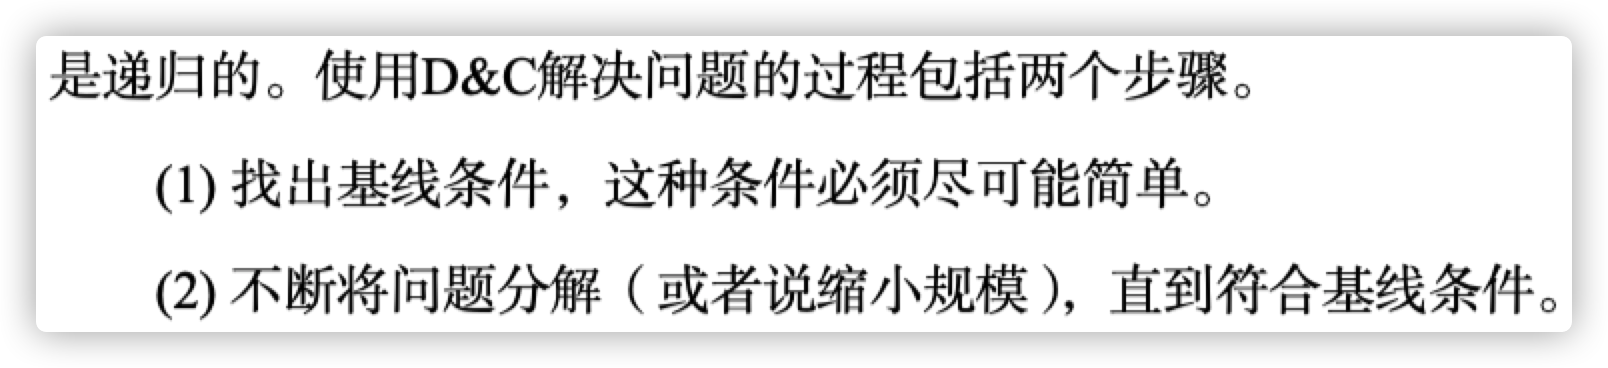 是递归的。使用D&C解决问题的过程包括两个步骤。
(1) 找出基线条件，这种条件必须尽可能简单。
(2) 不断将问题分解（或者说缩小规模），直到符合基线条件。